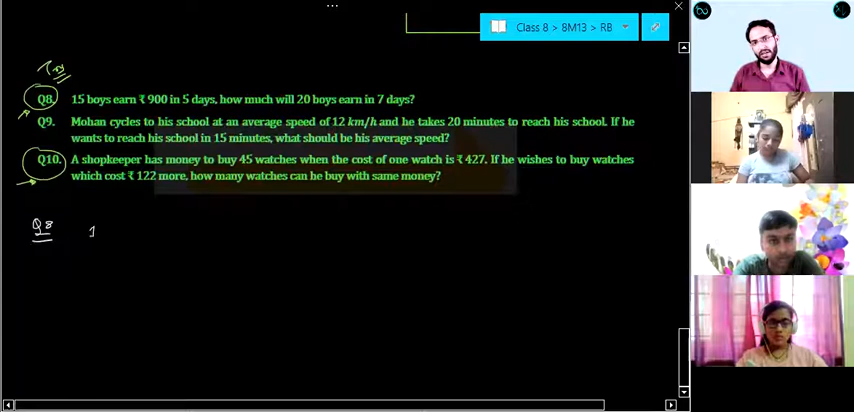 Class 8 > 8M13 > RB
Try
Q8. 15 boys earn ₹ 900 in 5 days, how much will 20 boys earn in 7 days?
Q9. Mohan cycles to his school at an average speed of 12 km/h and he takes 20 minutes to reach his school. If he
wants to reach his school in 15 minutes, what should be his average speed?
Q10. A shopkeeper has money to buy 45 watches when the cost of one watch is ₹ 427. If he wishes to buy watches
which cost ₹ 122 more, how many watches can he buy with same money?
Q8 1